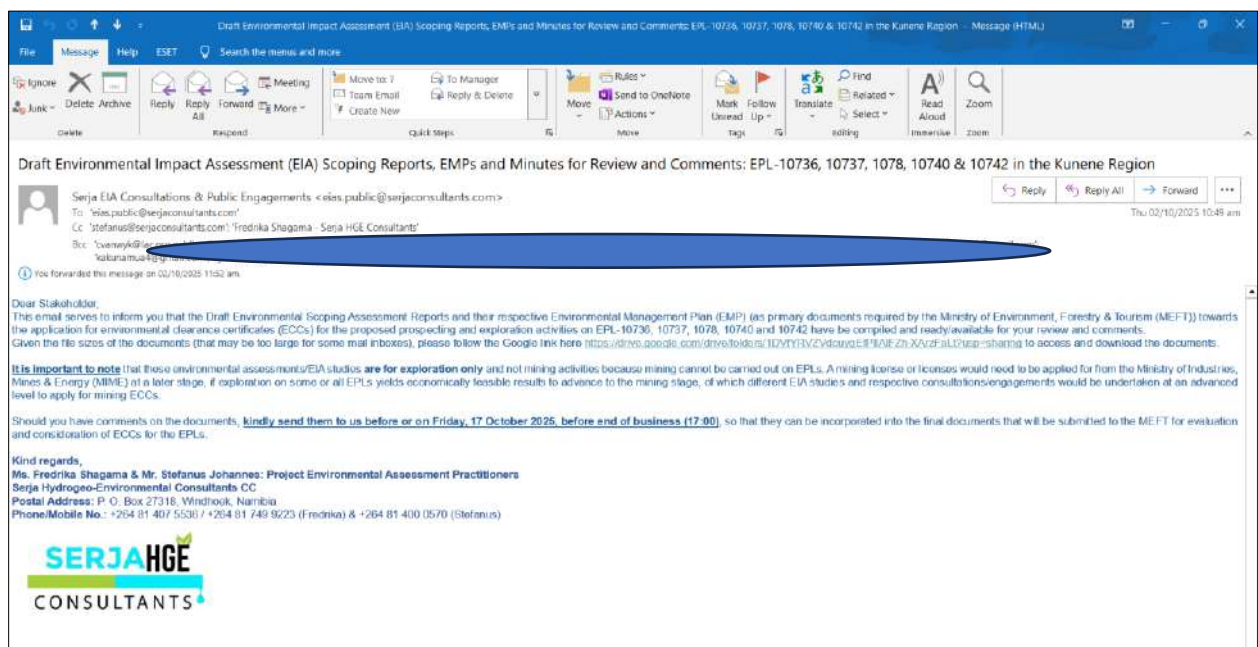 Draft Environmental Impact Assessment (EIA) Scoping Reports, EMPs and Minutes for Review and Comments: EPL-10736, 10737, 1078, 10740 & 10742 in the Kunene Region - Message (HTML)
File Message Help ESET Search the menus and more
Ignore
Junk
Delete Archive
Reply Reply All Forward
Meeting
More
Move to: ?
Team Email
Create New
To Manager
Reply & Delete
Move
Rules
Send to OneNote
Actions
Mark Unread
Follow Up
Translate
Find
Related
Select
Read Aloud
Zoom
Delete Respond Quick Steps Move Tags Editing Immersive Zoom
Draft Environmental Impact Assessment (EIA) Scoping Reports, EMPs and Minutes for Review and Comments: EPL-10736, 10737, 1078, 10740 & 10742 in the Kunene Region
Serja EIA Consultations & Public Engagements <eias.public@serjaconsultants.com>
Reply Reply All Forward
To 'eias.public@serjaconsultants.com'
Thu 02/10/2025 10:49 am
Cc 'stefanus@serjaconsultants.com'; 'Fredrika Shagama - Serja HGE Consultants'
Bcc
You forwarded this message on 02/10/2025 11:52 am.
Dear Stakeholder,
This email serves to inform you that the Draft Environmental Scoping Assessment Reports and their respective Environmental Management Plan (EMP) (as primary documents required by the Ministry of Environment, Forestry & Tourism (MEFT)) towards
the application for environmental clearance certificates (ECCs) for the proposed prospecting and exploration activities on EPL-10736, 10737, 1078, 10740 and 10742 have be compiled and ready/available for your review and comments.
Given the file sizes of the documents (that may be too large for some mail inboxes), please follow the Google link here to access and download the documents.
It is important to note that these environmental assessments/EIA studies are for exploration only and not mining activities because mining cannot be carried out on EPLs. A mining license or licenses would need to be applied for from the Ministry of Industries,
Mines & Energy (MIME) at a later stage, if exploration on some or all EPLs yields economically feasible results to advance to the mining stage, of which different EIA studies and respective consultations/engagements would be undertaken at an advanced
level to apply for mining ECCs.
Should you have comments on the documents, kindly send them to us before or on Friday, 17 October 2025, before end of business (17:00), so that they can be incorporated into the final documents that will be submitted to the MEFT for evaluation
and consideration of ECCs for the EPLs.
Kind regards,
Ms. Fredrika Shagama & Mr. Stefanus Johannes: Project Environmental Assessment Practitioners
Serja Hydrogeo-Environmental Consultants CC
Postal Address: P. O. Box 27318, Windhoek, Namibia
Phone/Mobile No.: +264 81 407 5536 / +264 81 749 9223 (Fredrika) & +264 81 400 0570 (Stefanus)
SERJA HGE
CONSULTANTS